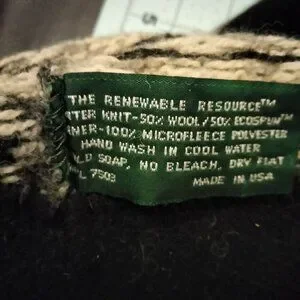 THE RENEWABLE RESOURCE™
RTER KNIT-50% WOOL/50% ECOSPUN™
NER-100% MICROFLEECE POLYESTER
HAND WASH IN COOL WATER
LD SOAP, NO BLEACH, DRY FLAT
L 7503 MADE IN USA